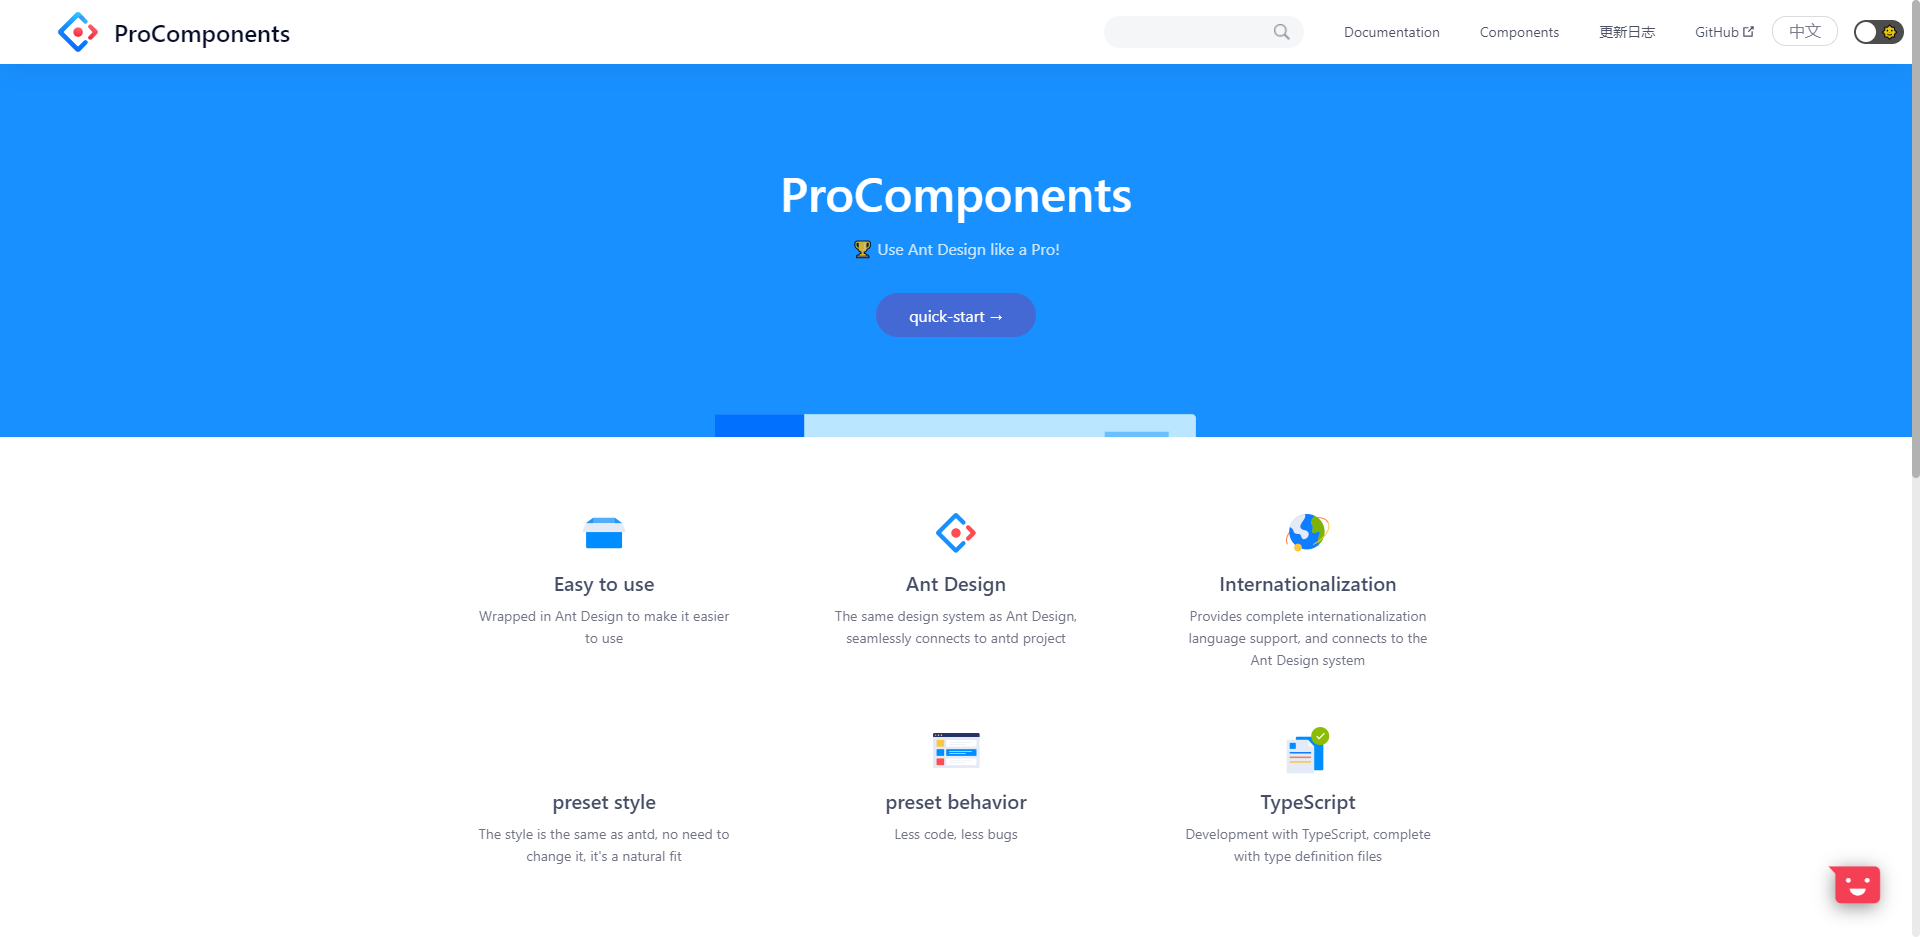 ProComponents
Documentation
Components
更新日志
GitHub
中文
ProComponents
🏆 Use Ant Design like a Pro!
quick-start →
Easy to use
Wrapped in Ant Design to make it easier
to use
Ant Design
The same design system as Ant Design,
seamlessly connects to antd project
Internationalization
Provides complete internationalization
language support, and connects to the
Ant Design system
preset style
The style is the same as antd, no need to
change it, it's a natural fit
preset behavior
Less code, less bugs
TypeScript
Development with TypeScript, complete
with type definition files